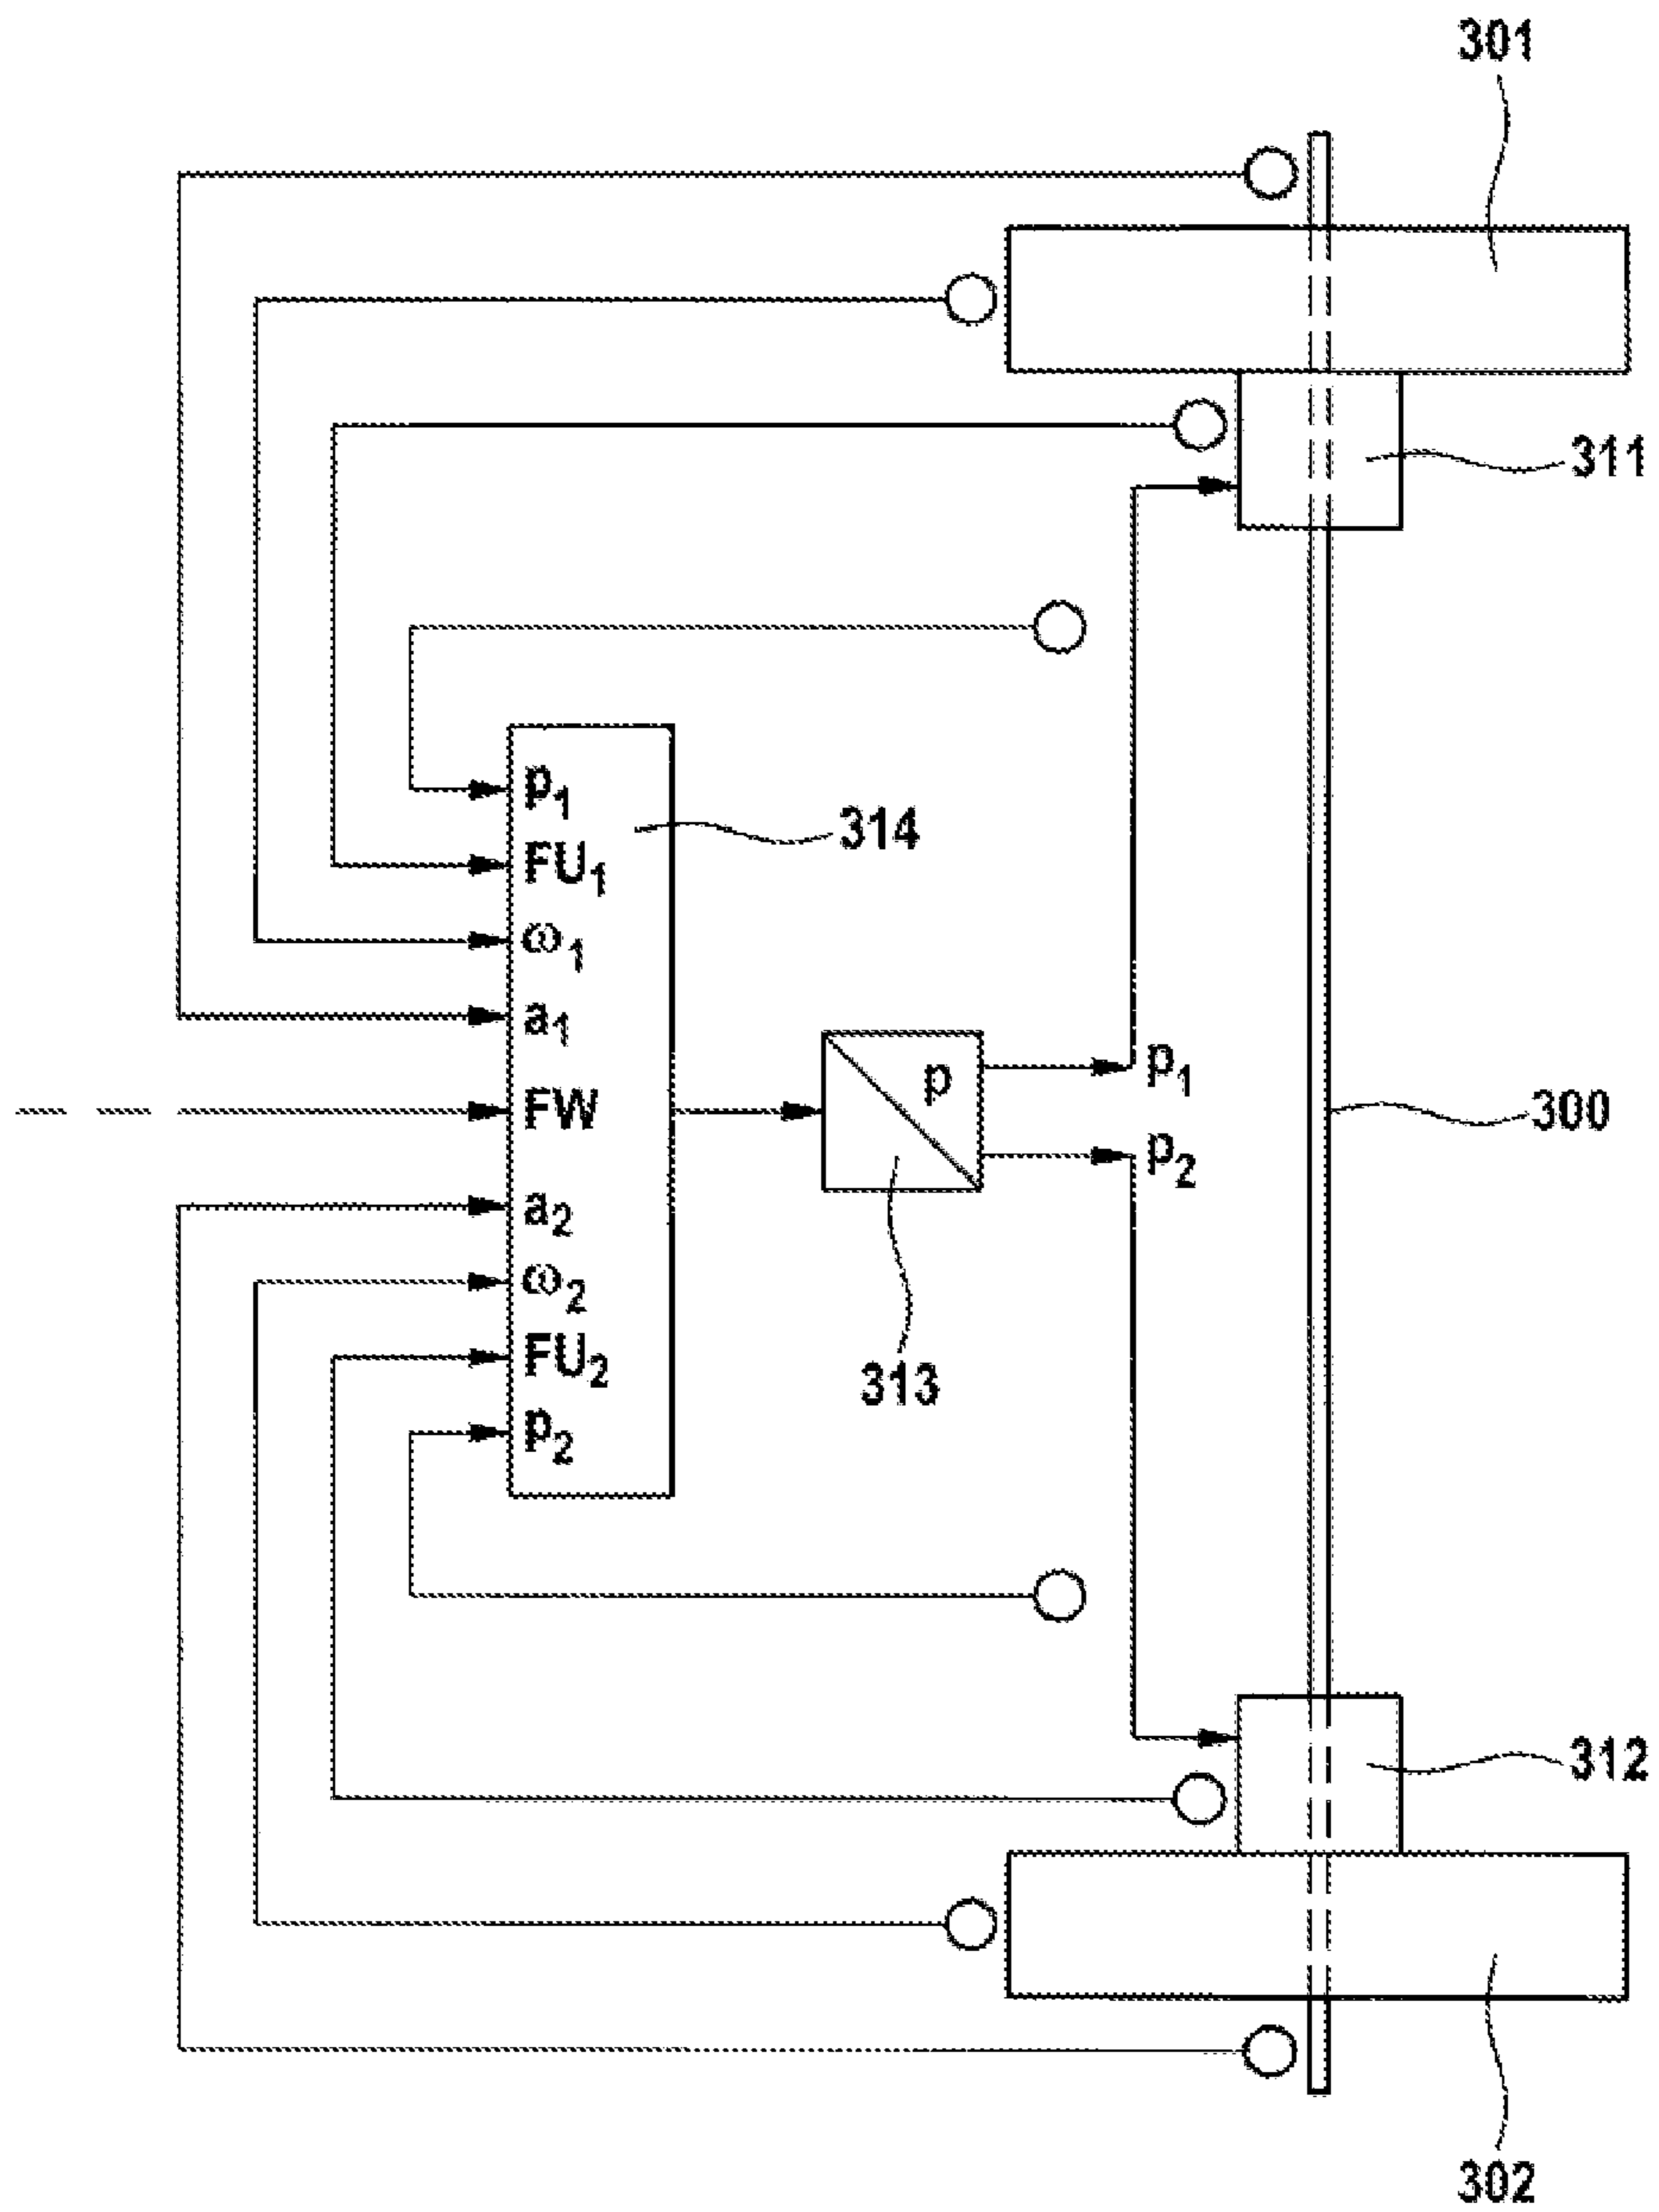 301
311
p₁
314
FU₁
ω₁
a₁
p
p₁
FW
300
p₂
a₂
ω₂
FU₂
313
p₂
312
302